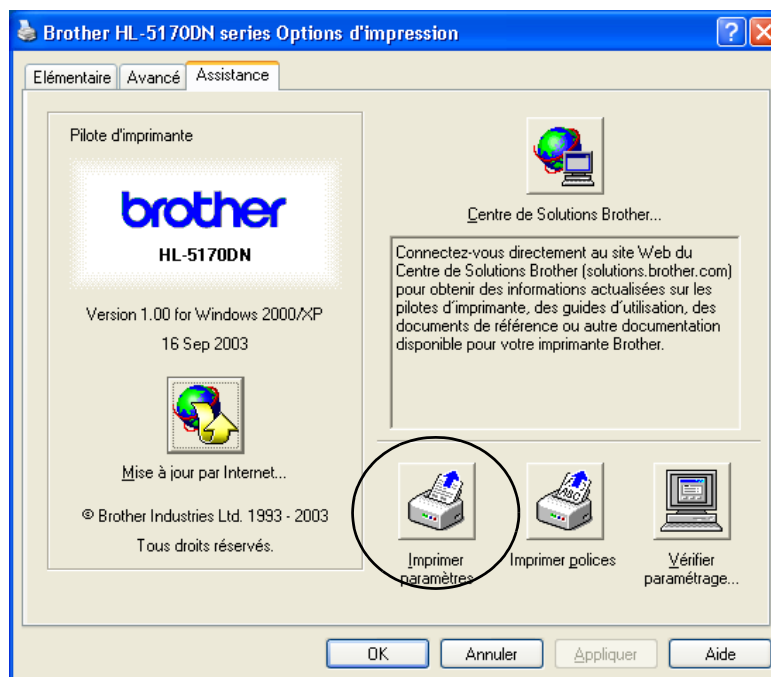 Brother HL-5170DN series Options d'impression
Elémentaire Avancé Assistance
Pilote d'imprimante
brother
HL-5170DN
Version 1.00 for Windows 2000/XP
16 Sep 2003
Mise à jour par Internet...
© Brother Industries Ltd. 1993 - 2003
Tous droits réservés.
Centre de Solutions Brother...
Connectez-vous directement au site Web du
Centre de Solutions Brother (solutions.brother.com)
pour obtenir des informations actualisées sur les
pilotes d'imprimante, des guides d'utilisation, des
documents de référence ou autre documentation
disponible pour votre imprimante Brother.
Imprimer
paramètres
ABC
Imprimer polices
Vérifier
paramétrage...
OK Annuler Appliquer Aide